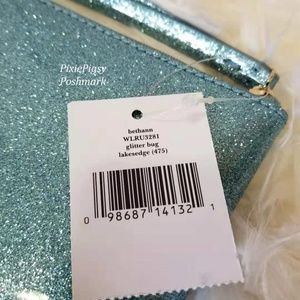 PixiePigsy
Poshmark
bethann
WLRU5281
glitter bug
lakesedge (475)
0 98687 14132 1